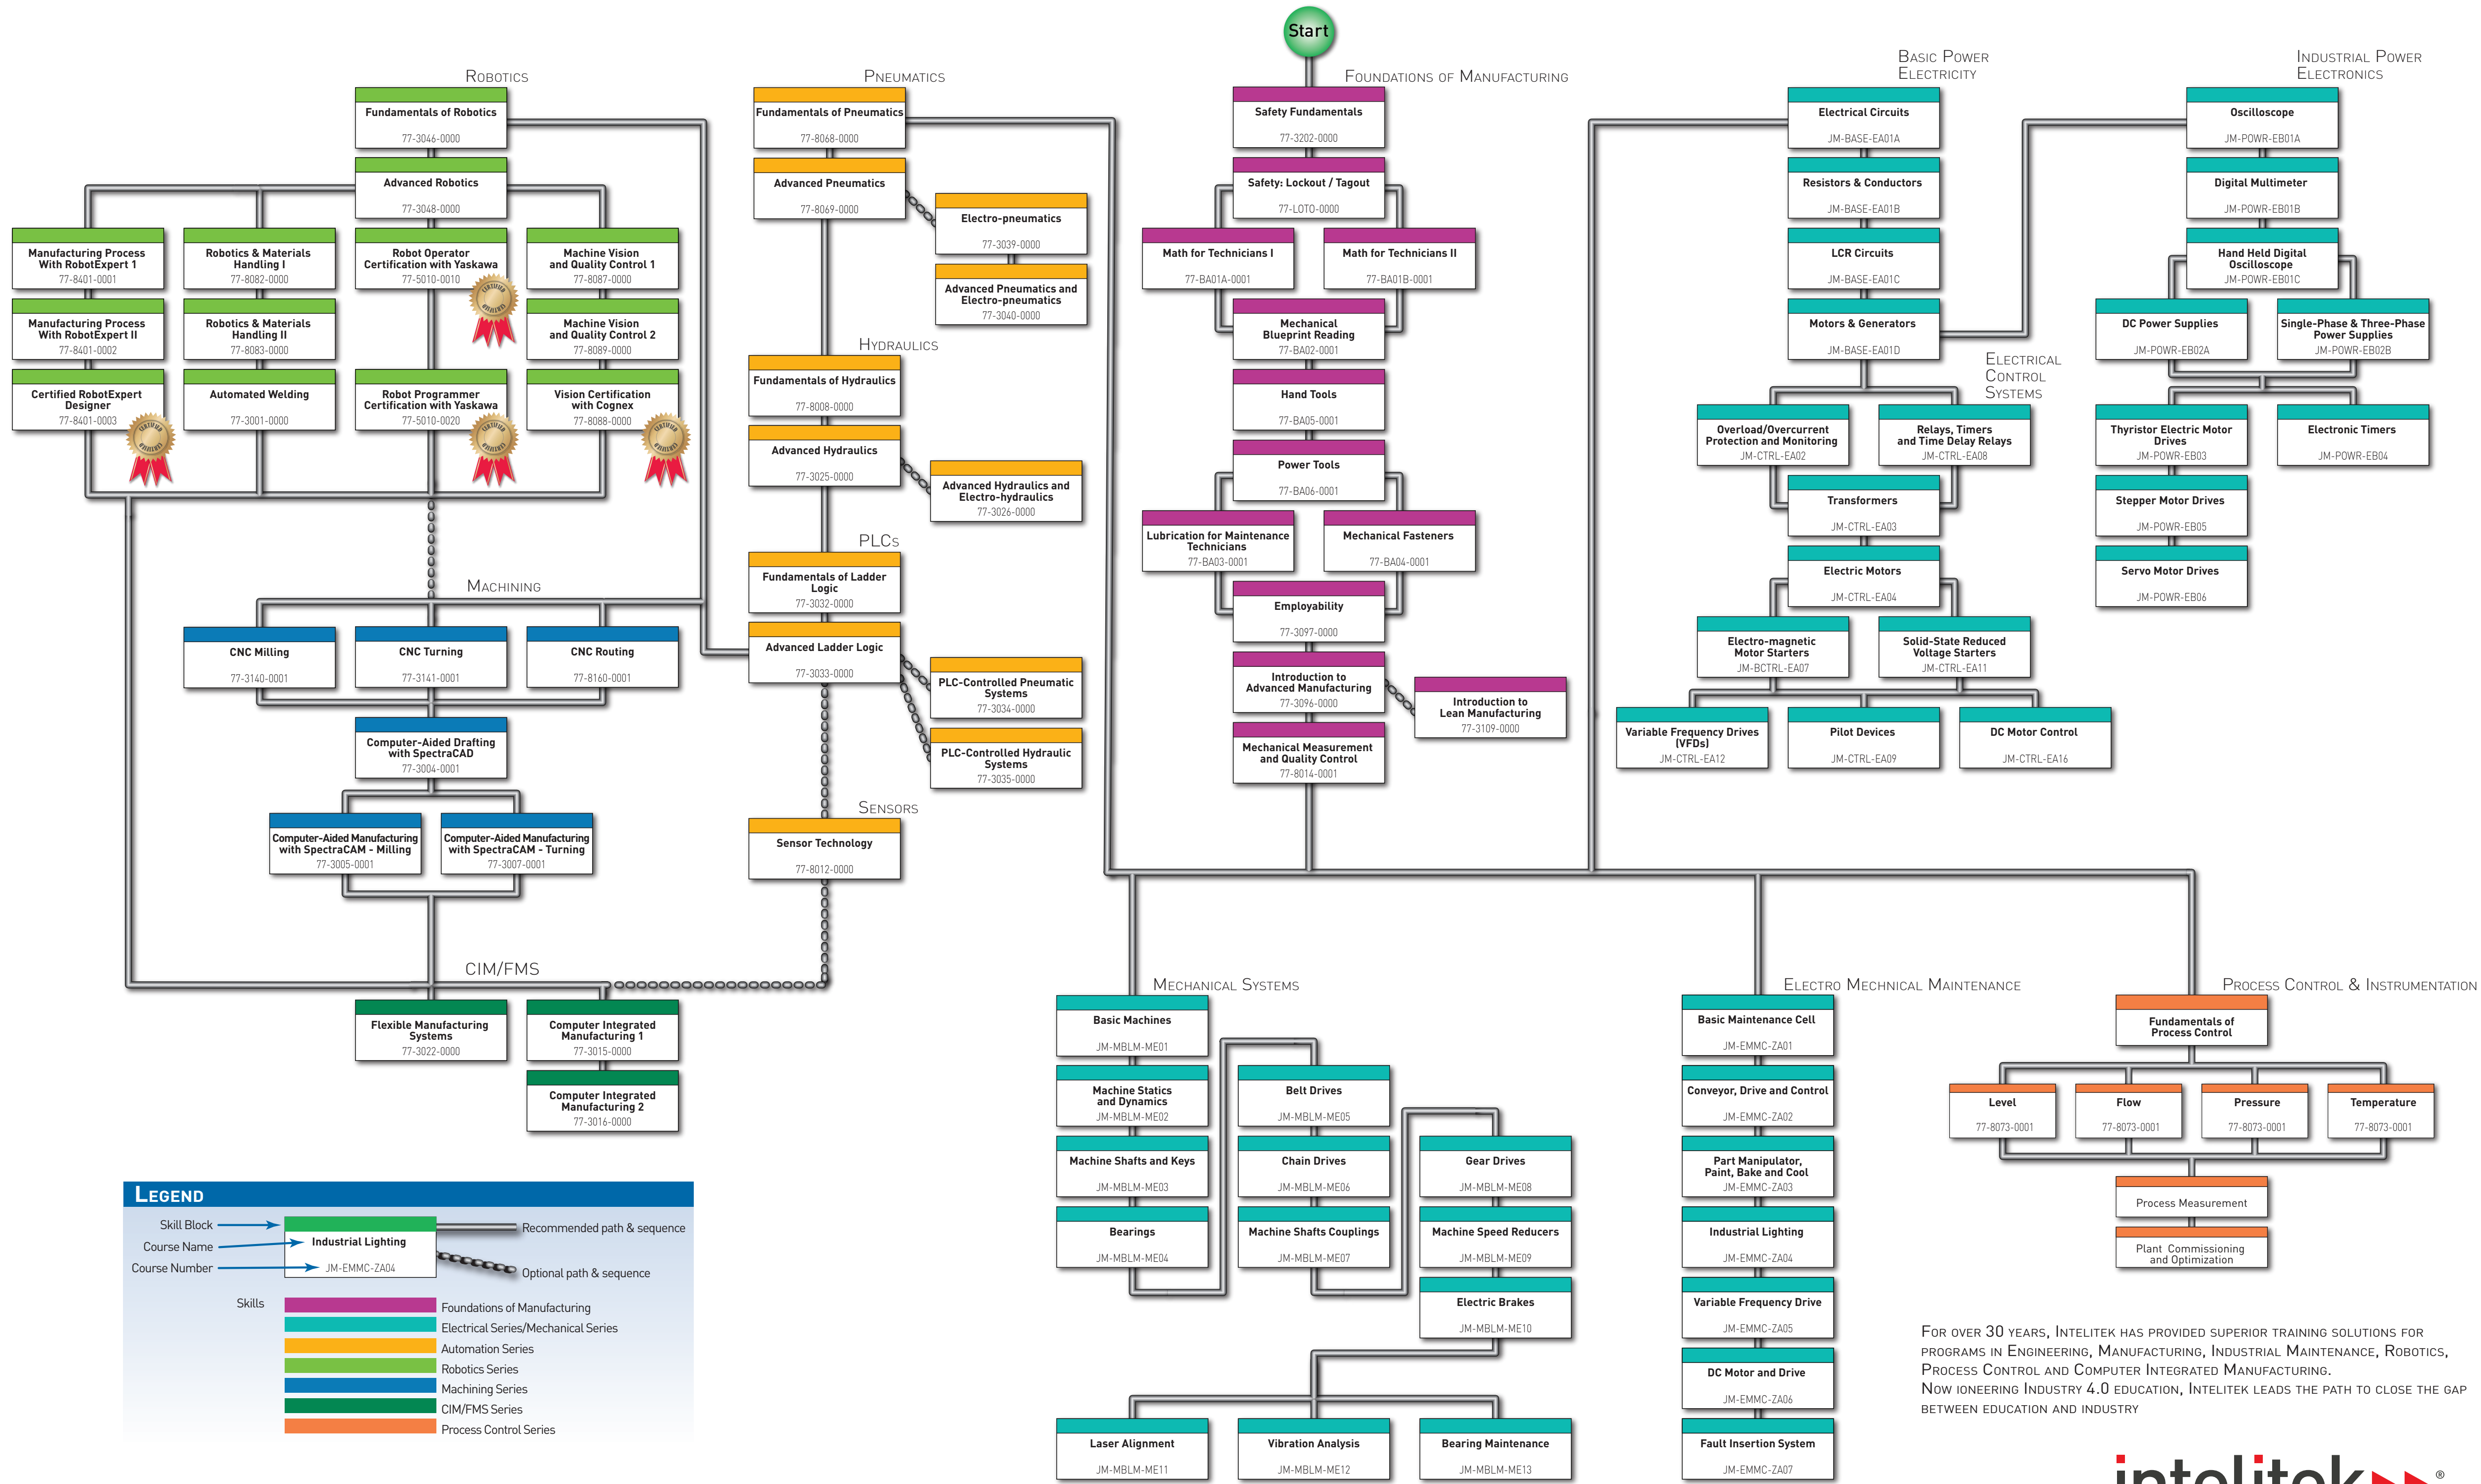 Start
ROBOTICS
Fundamentals of Robotics
77-3046-0000
Advanced Robotics
77-3048-0000
Manufacturing Process
With RobotExpert 1
77-8401-0001
Manufacturing Process
With RobotExpert II
77-8401-0002
Certified RobotExpert
Designer
77-8401-0003
CERTIFIED
Robotics & Materials
Handling I
77-8082-0000
Robotics & Materials
Handling II
77-8083-0000
Automated Welding
77-3001-0000
Robot Operator
Certification with Yaskawa
77-5010-0010
CERTIFIED
Robot Programmer
Certification with Yaskawa
77-5010-0020
CERTIFIED
Machine Vision
and Quality Control 1
77-8087-0000
Machine Vision
and Quality Control 2
77-8089-0000
Vision Certification
with Cognex
77-8088-0000
CERTIFIED
MACHINING
CNC Milling
77-3140-0001
CNC Turning
77-3141-0001
CNC Routing
77-8160-0001
Computer-Aided Drafting
with SpectraCAD
77-3004-0001
Computer-Aided Manufacturing
with SpectraCAM - Milling
77-3005-0001
Computer-Aided Manufacturing
with SpectraCAM - Turning
77-3007-0001
CIM/FMS
Flexible Manufacturing
Systems
77-3022-0000
Computer Integrated
Manufacturing 1
77-3015-0000
Computer Integrated
Manufacturing 2
77-3016-0000
PNEUMATICS
Fundamentals of Pneumatics
77-8068-0000
Advanced Pneumatics
77-8069-0000
Electro-pneumatics
77-3039-0000
Advanced Pneumatics and
Electro-pneumatics
77-3040-0000
HYDRAULICS
Fundamentals of Hydraulics
77-8008-0000
Advanced Hydraulics
77-3025-0000
Advanced Hydraulics and
Electro-hydraulics
77-3026-0000
PLCS
Fundamentals of Ladder
Logic
77-3032-0000
Advanced Ladder Logic
77-3033-0000
PLC-Controlled Pneumatic
Systems
77-3034-0000
PLC-Controlled Hydraulic
Systems
77-3035-0000
SENSORS
Sensor Technology
77-8012-0000
FOUNDATIONS OF MANUFACTURING
Safety Fundamentals
77-3202-0000
Safety: Lockout / Tagout
77-LOTO-0000
Math for Technicians I
77-BA01A-0001
Math for Technicians II
77-BA01B-0001
Mechanical
Blueprint Reading
77-BA02-0001
Hand Tools
77-BA05-0001
Power Tools
77-BA06-0001
Lubrication for Maintenance
Technicians
77-BA03-0001
Mechanical Fasteners
77-BA04-0001
Employability
77-3097-0000
Introduction to
Advanced Manufacturing
77-3096-0000
Introduction to
Lean Manufacturing
77-3109-0000
Mechanical Measurement
and Quality Control
77-8014-0001
BASIC POWER
ELECTRICITY
Electrical Circuits
JM-BASE-EA01A
Resistors & Conductors
JM-BASE-EA01B
LCR Circuits
JM-BASE-EA01C
Motors & Generators
JM-BASE-EA01D
ELECTRICAL
CONTROL
SYSTEMS
Overload/Overcurrent
Protection and Monitoring
JM-CTRL-EA02
Relays, Timers
and Time Delay Relays
JM-CTRL-EA08
Transformers
JM-CTRL-EA03
Electric Motors
JM-CTRL-EA04
Electro-magnetic
Motor Starters
JM-BCTRL-EA07
Solid-State Reduced
Voltage Starters
JM-CTRL-EA11
Variable Frequency Drives
(VFDs)
JM-CTRL-EA12
Pilot Devices
JM-CTRL-EA09
DC Motor Control
JM-CTRL-EA16
INDUSTRIAL POWER
ELECTRONICS
Oscilloscope
JM-POWR-EB01A
Digital Multimeter
JM-POWR-EB01B
Hand Held Digital
Oscilloscope
JM-POWR-EB01C
DC Power Supplies
JM-POWR-EB02A
Single-Phase & Three-Phase
Power Supplies
JM-POWR-EB02B
Thyristor Electric Motor
Drives
JM-POWR-EB03
Electronic Timers
JM-POWR-EB04
Stepper Motor Drives
JM-POWR-EB05
Servo Motor Drives
JM-POWR-EB06
MECHANICAL SYSTEMS
Basic Machines
JM-MBLM-ME01
Machine Statics
and Dynamics
JM-MBLM-ME02
Machine Shafts and Keys
JM-MBLM-ME03
Bearings
JM-MBLM-ME04
Belt Drives
JM-MBLM-ME05
Chain Drives
JM-MBLM-ME06
Machine Shafts Couplings
JM-MBLM-ME07
Gear Drives
JM-MBLM-ME08
Machine Speed Reducers
JM-MBLM-ME09
Electric Brakes
JM-MBLM-ME10
Laser Alignment
JM-MBLM-ME11
Vibration Analysis
JM-MBLM-ME12
Bearing Maintenance
JM-MBLM-ME13
ELECTRO MECHNICAL MAINTENANCE
Basic Maintenance Cell
JM-EMMC-ZA01
Conveyor, Drive and Control
JM-EMMC-ZA02
Part Manipulator,
Paint, Bake and Cool
JM-EMMC-ZA03
Industrial Lighting
JM-EMMC-ZA04
Variable Frequency Drive
JM-EMMC-ZA05
DC Motor and Drive
JM-EMMC-ZA06
Fault Insertion System
JM-EMMC-ZA07
PROCESS CONTROL & INSTRUMENTATION
Fundamentals of
Process Control
Level
77-8073-0001
Flow
77-8073-0001
Pressure
77-8073-0001
Temperature
77-8073-0001
Process Measurement
Plant Commissioning
and Optimization
LEGEND
Skill Block
Course Name
Course Number
Industrial Lighting
JM-EMMC-ZA04
Recommended path & sequence
Optional path & sequence
Skills
Foundations of Manufacturing
Electrical Series/Mechanical Series
Automation Series
Robotics Series
Machining Series
CIM/FMS Series
Process Control Series
FOR OVER 30 YEARS, INTELITEK HAS PROVIDED SUPERIOR TRAINING SOLUTIONS FOR
PROGRAMS IN ENGINEERING, MANUFACTURING, INDUSTRIAL MAINTENANCE, ROBOTICS,
PROCESS CONTROL AND COMPUTER INTEGRATED MANUFACTURING.
NOW IONEERING INDUSTRY 4.0 EDUCATION, INTELITEK LEADS THE PATH TO CLOSE THE GAP
BETWEEN EDUCATION AND INDUSTRY
intelitek ®